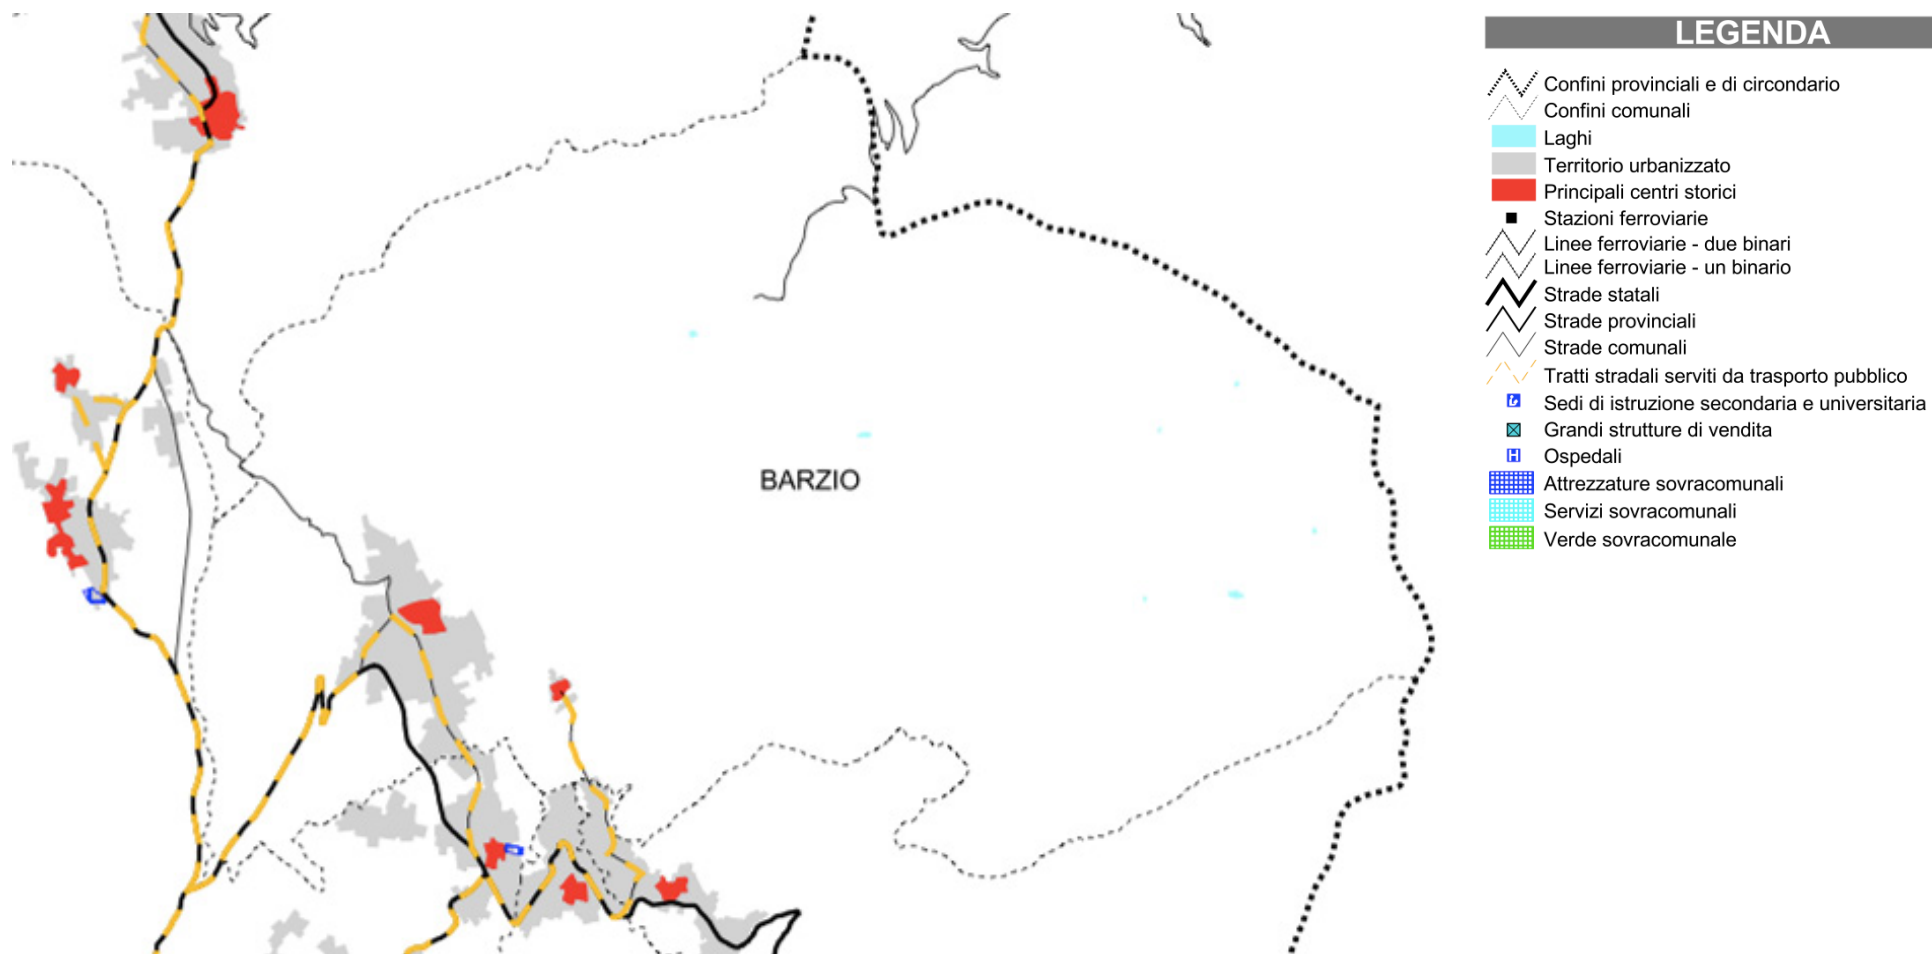 LEGENDA
Confini provinciali e di circondario
Confini comunali
Laghi
Territorio urbanizzato
Principali centri storici
Stazioni ferroviarie
Linee ferroviarie - due binari
Linee ferroviarie - un binario
Strade statali
Strade provinciali
Strade comunali
Tratti stradali serviti da trasporto pubblico
Sedi di istruzione secondaria e universitaria
Grandi strutture di vendita
H Ospedali
Attrezzature sovracomunali
Servizi sovracomunali
Verde sovracomunale
BARZIO